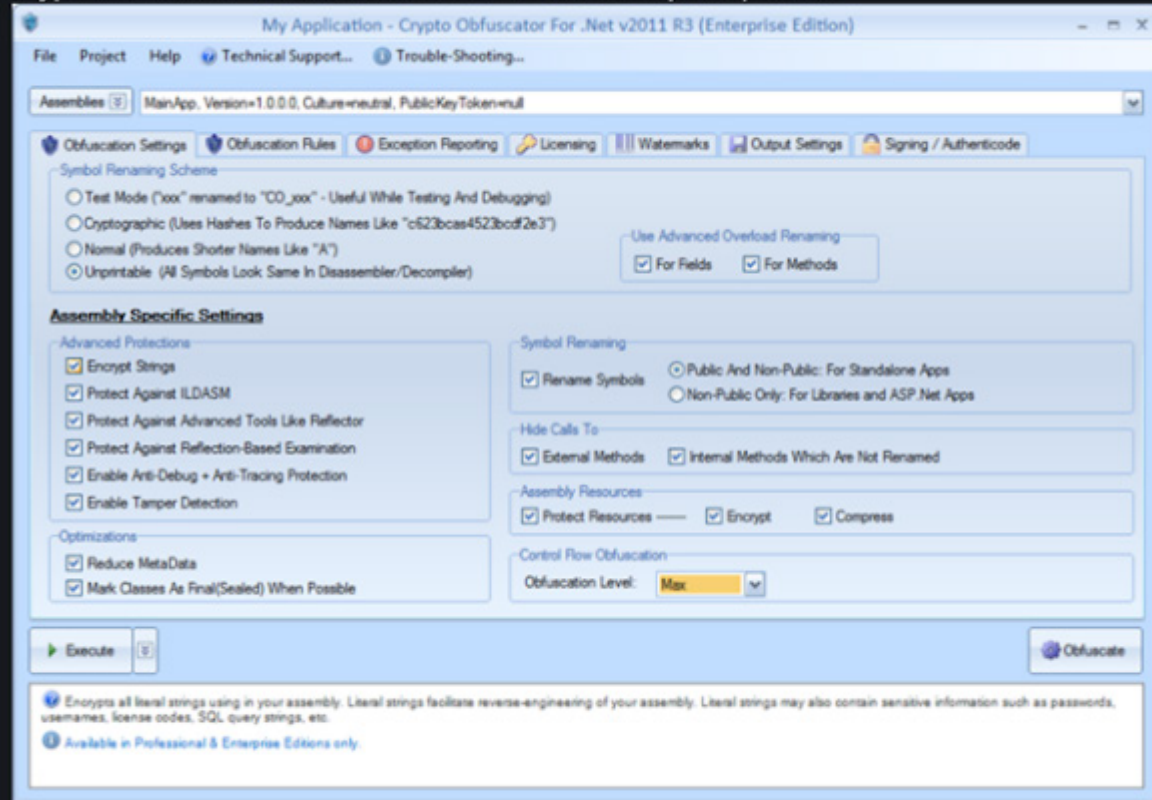 My Application - Crypto Obfuscator For .Net v2011 R3 (Enterprise Edition)
File Project Help Technical Support... Trouble-Shooting...
Assemblies MainApp, Version=1.0.0.0, Culture=neutral, PublicKeyToken=null
Obfuscation Settings Obfuscation Rules Exception Reporting Licensing Watermarks Output Settings Signing / Authenticode
Symbol Renaming Scheme
Test Mode ("xxx" renamed to "CO_xxx" - Useful While Testing And Debugging)
Cryptographic (Uses Hashes To Produce Names Like "c623bcas4523bcdf2e3")
Normal (Produces Shorter Names Like "A")
Unprintable (All Symbols Look Same In Disassembler/Decompiler)
Use Advanced Overload Renaming
For Fields For Methods
Assembly Specific Settings
Advanced Protections
Encrypt Strings
Protect Against ILDASM
Protect Against Advanced Tools Like Reflector
Protect Against Reflection-Based Examination
Enable Anti-Debug + Anti-Tracing Protection
Enable Tamper Detection
Optimizations
Reduce MetaData
Mark Classes As Final(Sealed) When Possible
Symbol Renaming
Rename Symbols
Public And Non-Public: For Standalone Apps
Non-Public Only: For Libraries and ASP.Net Apps
Hide Calls To
External Methods Internal Methods Which Are Not Renamed
Assembly Resources
Protect Resources Encrypt Compress
Control Flow Obfuscation
Obfuscation Level: Max
Execute Obfuscate
Encrypts all literal strings using in your assembly. Literal strings facilitate reverse-engineering of your assembly. Literal strings may also contain sensitive information such as passwords,
usernames, license codes, SQL query strings, etc.
Available in Professional & Enterprise Editions only.